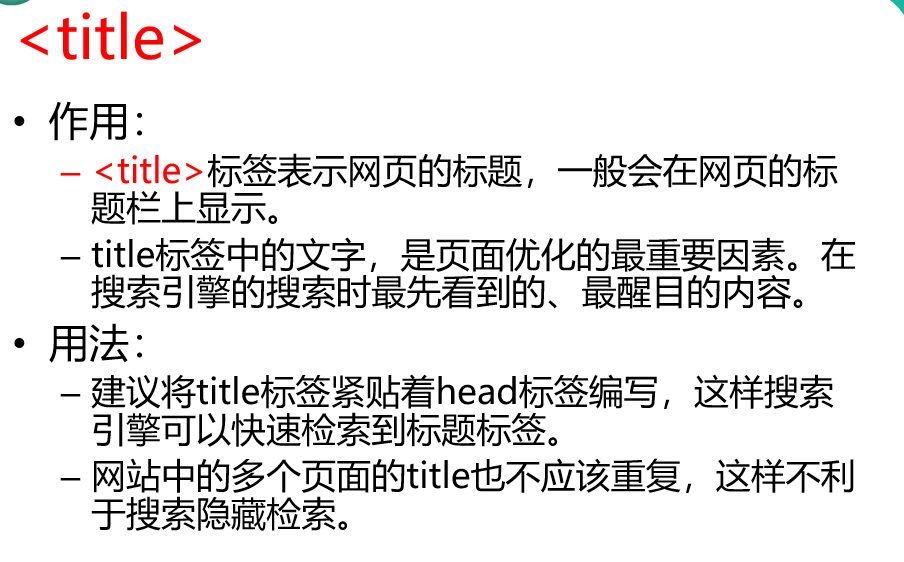 <title>
• 作用：
– <title>标签表示网页的标题，一般会在网页的标
题栏上显示。
– title标签中的文字，是页面优化的最重要因素。在
搜索引擎的搜索时最先看到的、最醒目的内容。
• 用法：
– 建议将title标签紧贴着head标签编写，这样搜索
引擎可以快速检索到标题标签。
– 网站中的多个页面的title也不应该重复，这样不利
于搜索隐藏检索。